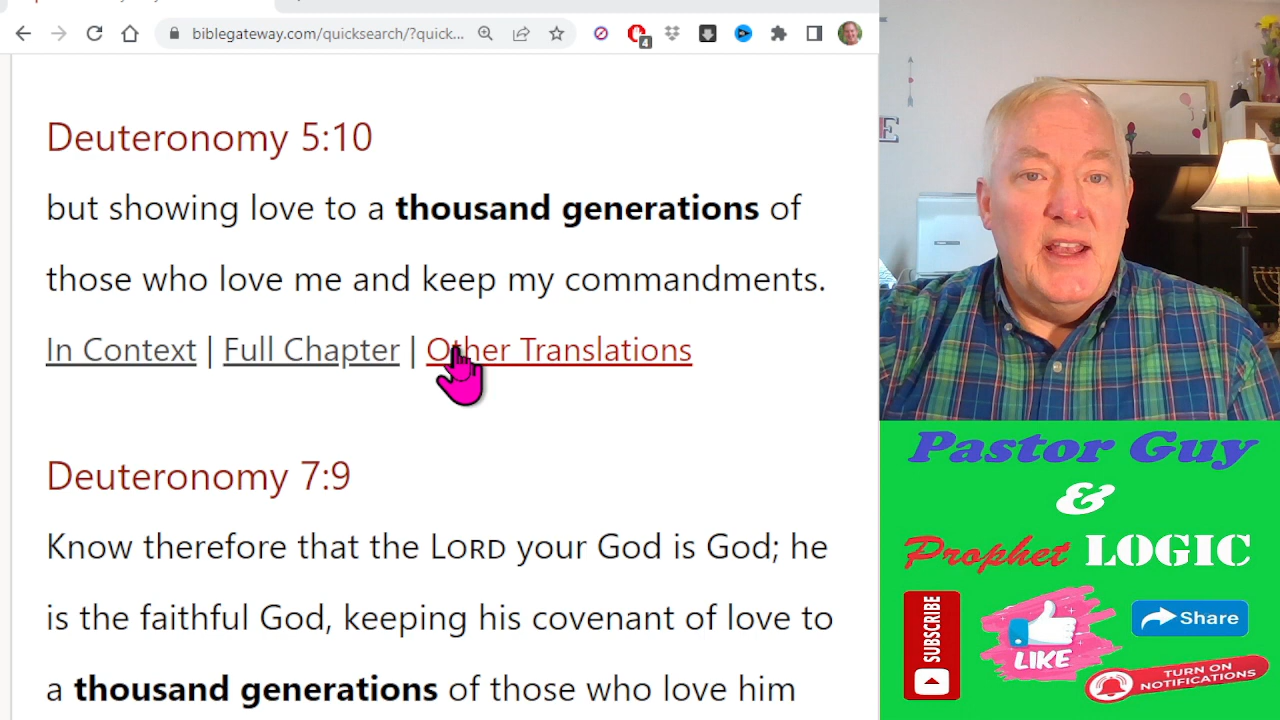 biblegateway.com/quicksearch/?quick...
4
Deuteronomy 5:10
but showing love to a thousand generations of
those who love me and keep my commandments.
In Context | Full Chapter | Other Translations
Deuteronomy 7:9
Know therefore that the LORD your God is God; he
is the faithful God, keeping his covenant of love to
a thousand generations of those who love him
E
Pastor Guy
&
Prophet LOGIC
SUBSCRIBE
LIKE
Share
TURN ON
NOTIFICATIONS